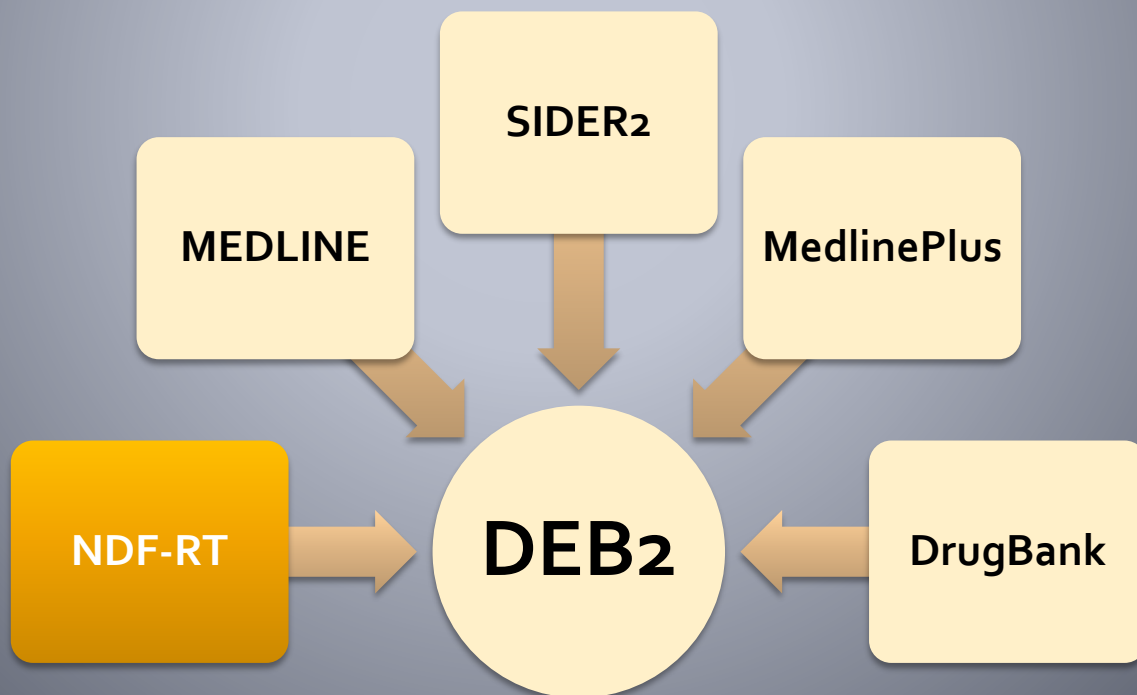 SIDER2
MEDLINE
MedlinePlus
NDF-RT
DEB2
DrugBank